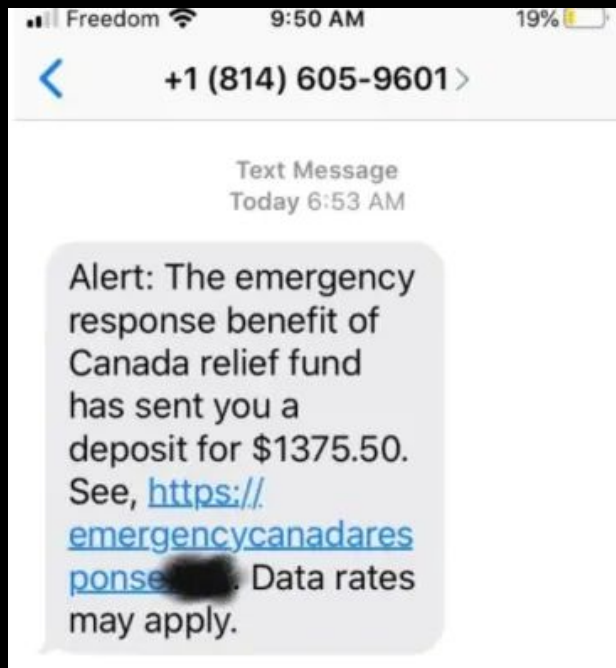 Freedom 9:50 AM 19%
+1 (814) 605-9601 >
Text Message
Today 6:53 AM
Alert: The emergency
response benefit of
Canada relief fund
has sent you a
deposit for $1375.50.
See, https://
emergencycanadares
ponse . Data rates
may apply.